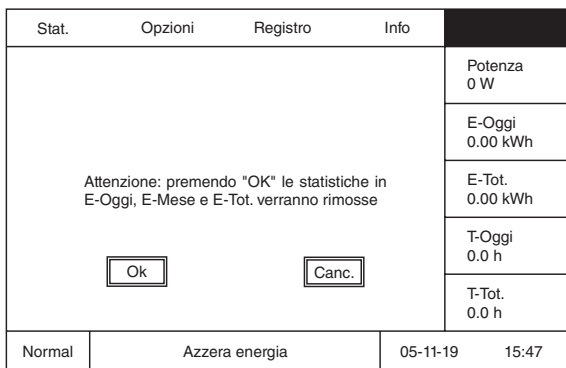 Stat. Opzioni Registro Info
Potenza
0 W
E-Oggi
0.00 kWh
E-Tot.
0.00 kWh
T-Oggi
0.0 h
T-Tot.
0.0 h
Attenzione: premendo "OK" le statistiche in
E-Oggi, E-Mese e E-Tot. verranno rimosse
Ok Canc.
Normal Azzera energia 05-11-19 15:47